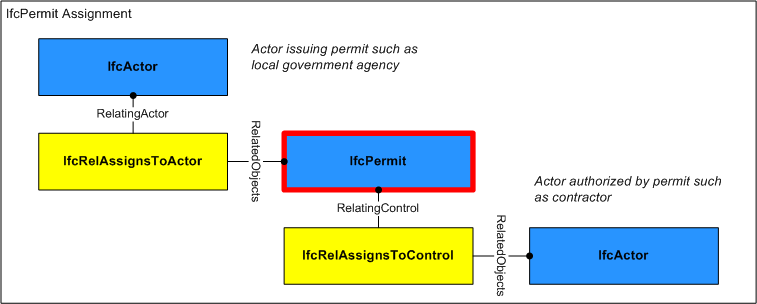 IfcPermit Assignment
IfcActor
Actor issuing permit such as
local government agency
RelatingActor
IfcRelAssignsToActor
RelatedObjects
IfcPermit
RelatingControl
Actor authorized by permit such
as contractor
IfcRelAssignsToControl
RelatedObjects
IfcActor